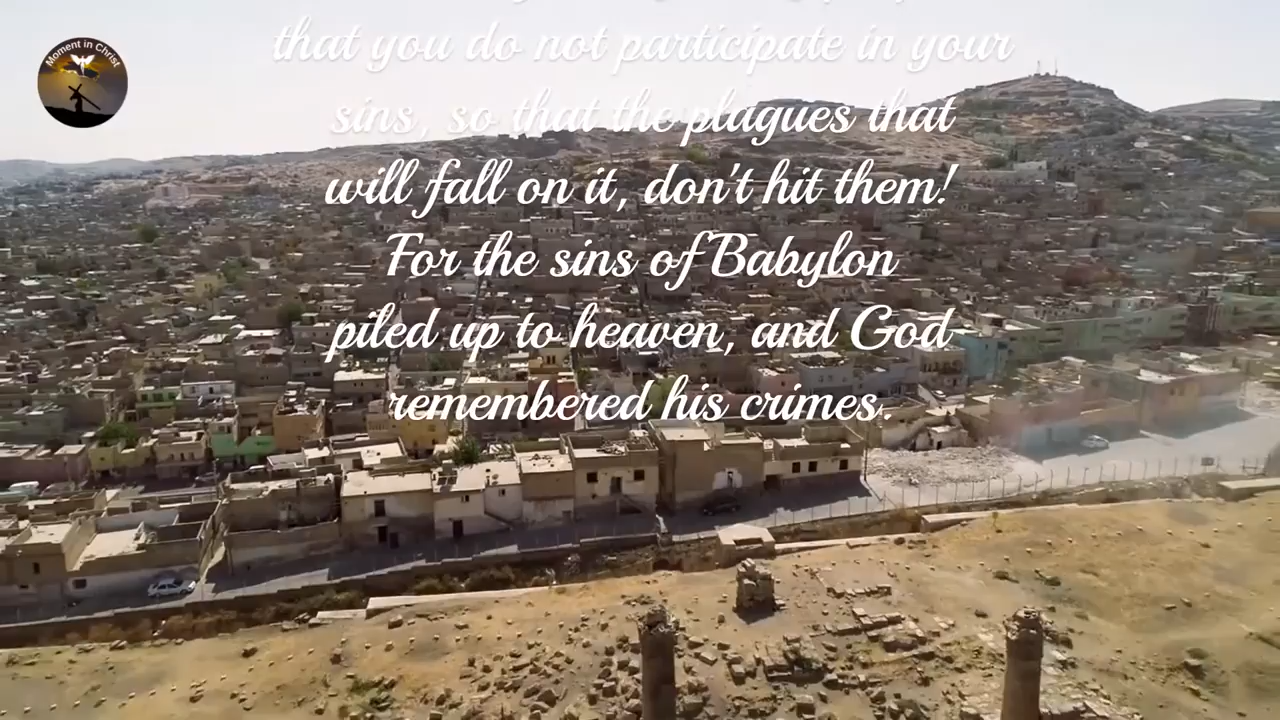 Moment in Christ
that you do not participate in your
sins, so that the plagues that
will fall on it, don't hit them!
For the sins of Babylon
piled up to heaven, and God
remembered his crimes.